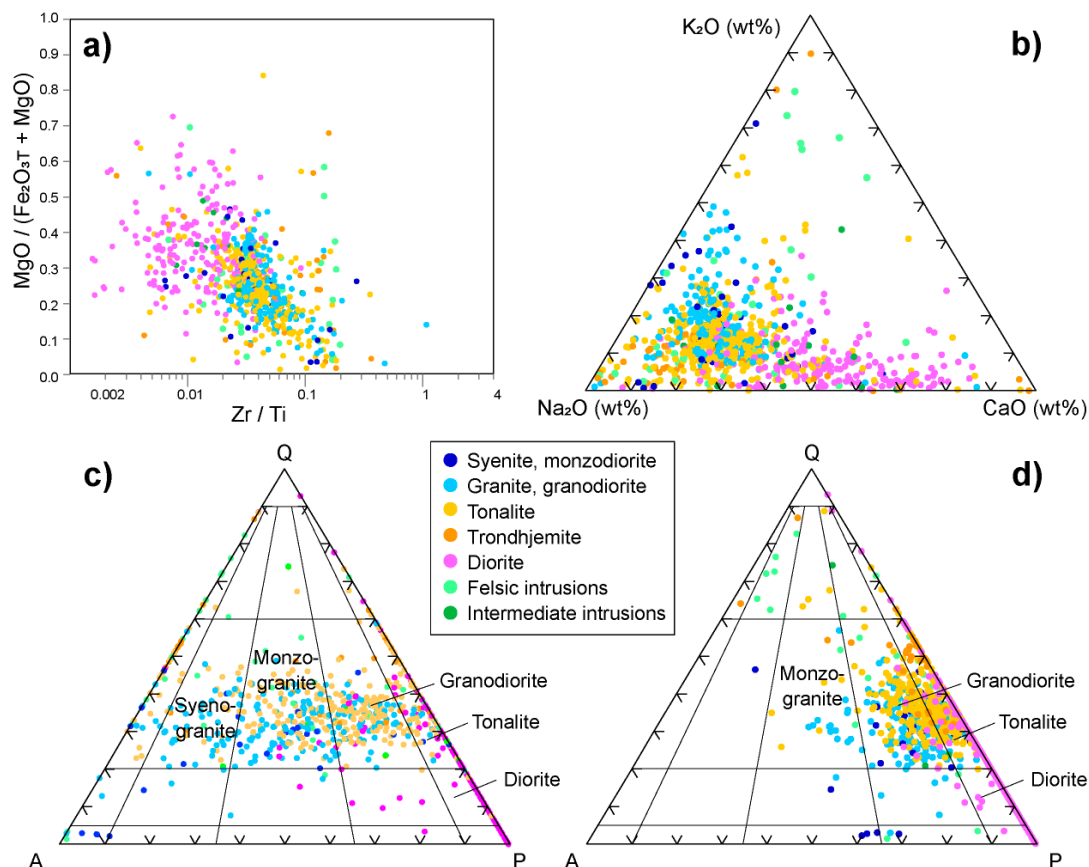 a)
1.0
0.9
0.8
0.7
0.6
0.5
0.4
0.3
0.2
0.1
0.0
MgO / (Fe₂O₃T + MgO)
0.002
0.01
0.1
1
4
Zr / Ti
b)
K₂O (wt%)
Na₂O (wt%)
CaO (wt%)
c)
Q
Monzo-
granite
Syeno-
granite
Granodiorite
Tonalite
Diorite
A
P
Syenite, monzodiorite
Granite, granodiorite
Tonalite
Trondhjemite
Diorite
Felsic intrusions
Intermediate intrusions
d)
Q
Monzo-
granite
Granodiorite
Tonalite
Diorite
A
P